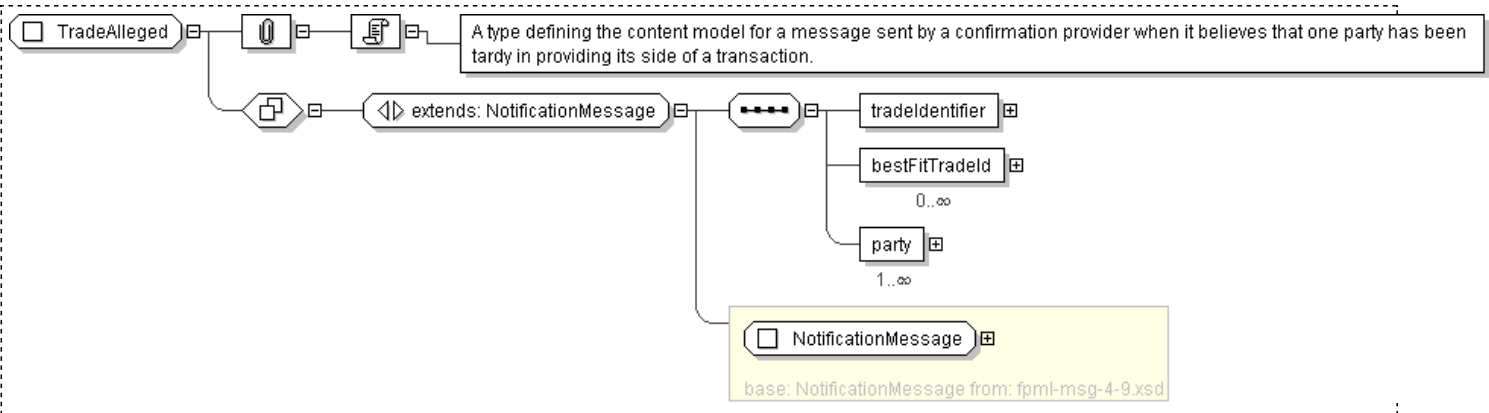 TradeAlleged
A type defining the content model for a message sent by a confirmation provider when it believes that one party has been
tardy in providing its side of a transaction.
extends: NotificationMessage
tradeIdentifier
bestFitTradeId
0..∞
party
1..∞
NotificationMessage
base: NotificationMessage from: fpml-msg-4-9.xsd